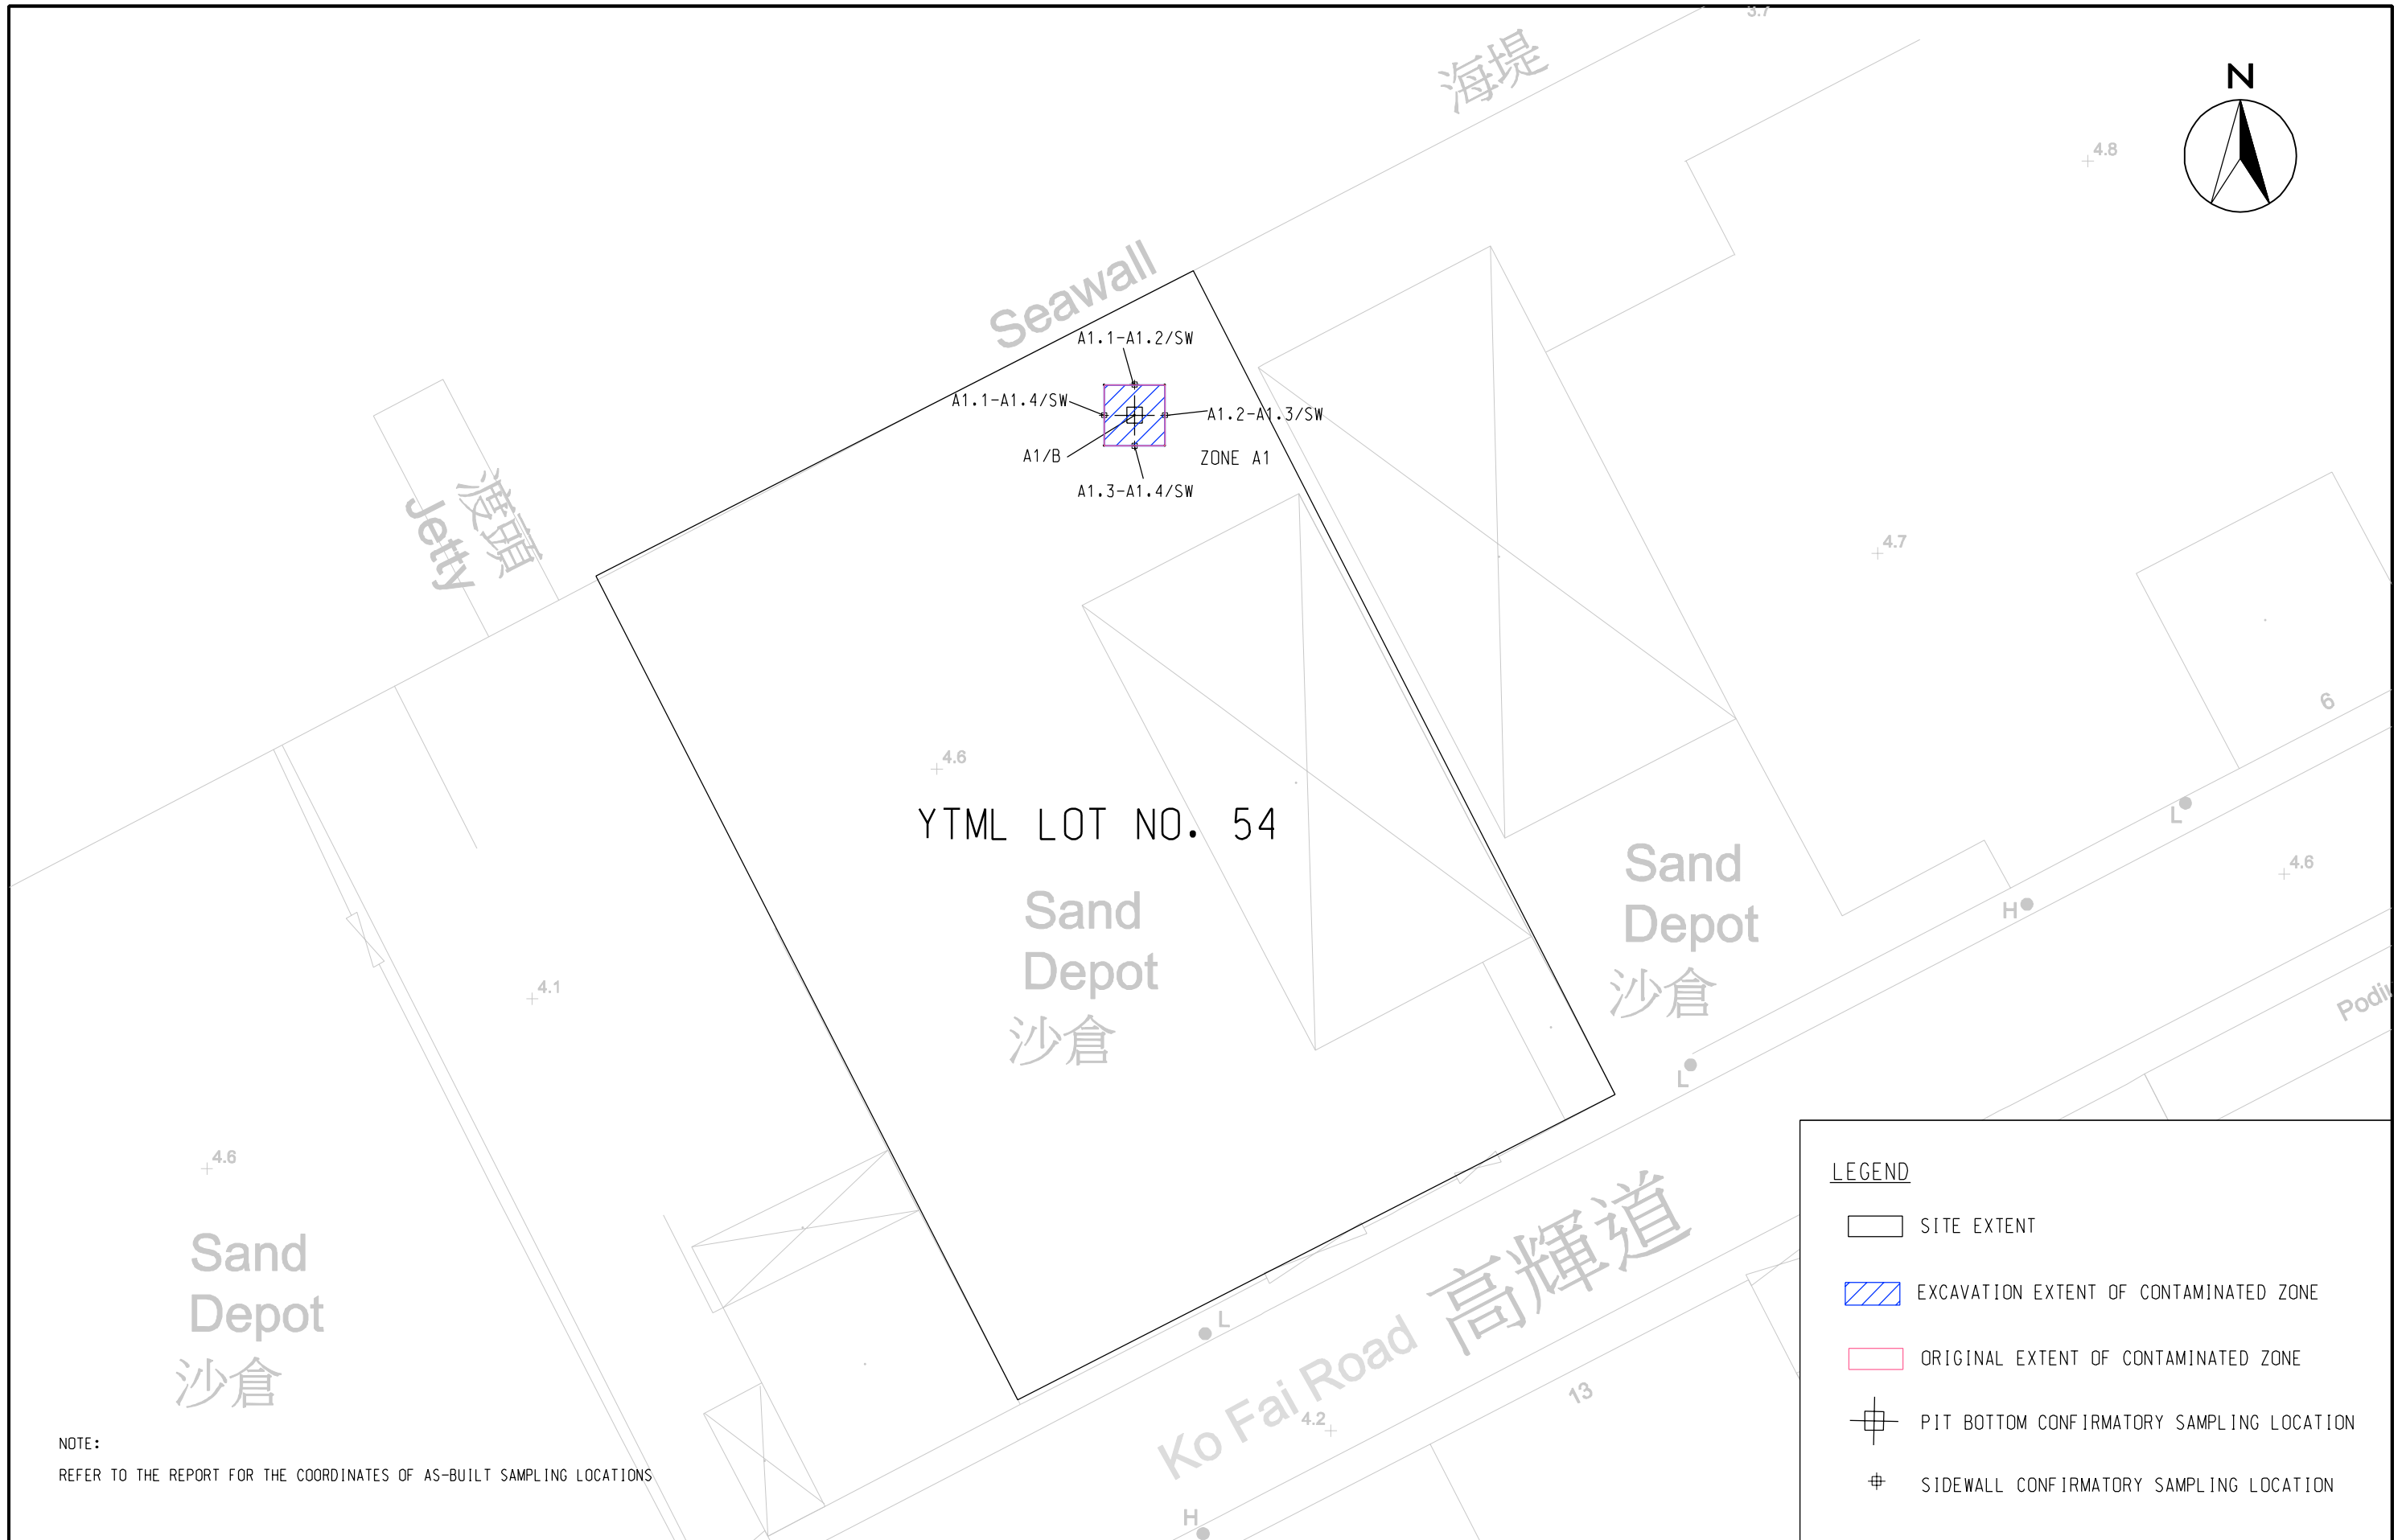 3.7
海堤
N
4.8
Seawall
A1.1-A1.2/SW
A1.1-A1.4/SW
A1.2-A1.3/SW
A1/B
ZONE A1
A1.3-A1.4/SW
渡頭
Jetty
4.7
6
4.6
YTML LOT NO. 54
L
4.6
Sand
Depot
沙倉
Sand
Depot
沙倉
H
4.1
Podiu
L
4.6
Sand
Depot
沙倉
L
Ko Fai Road 高輝道
4.2
13
H
LEGEND
SITE EXTENT
EXCAVATION EXTENT OF CONTAMINATED ZONE
ORIGINAL EXTENT OF CONTAMINATED ZONE
PIT BOTTOM CONFIRMATORY SAMPLING LOCATION
SIDEWALL CONFIRMATORY SAMPLING LOCATION
NOTE:
REFER TO THE REPORT FOR THE COORDINATES OF AS-BUILT SAMPLING LOCATIONS